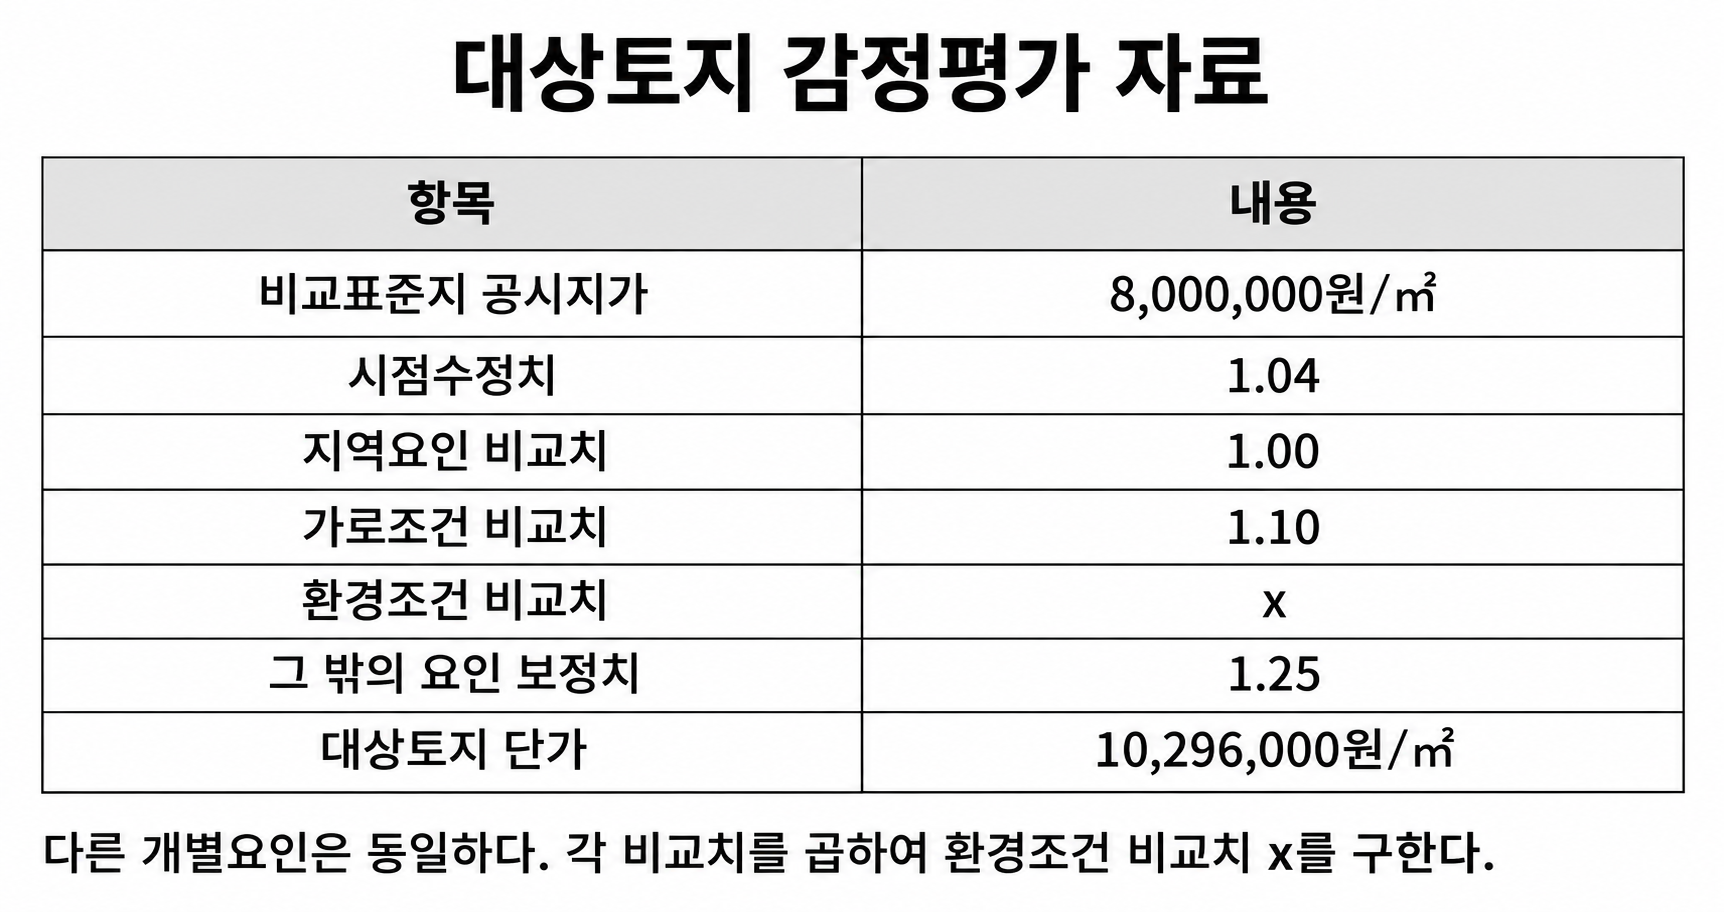 대상토지 감정평가 자료
항목 내용
비교표준지 공시지가 8,000,000원/㎡
시점수정치 1.04
지역요인 비교치 1.00
가로조건 비교치 1.10
환경조건 비교치 x
그 밖의 요인 보정치 1.25
대상토지 단가 10,296,000원/㎡
다른 개별요인은 동일하다. 각 비교치를 곱하여 환경조건 비교치 x를 구한다.